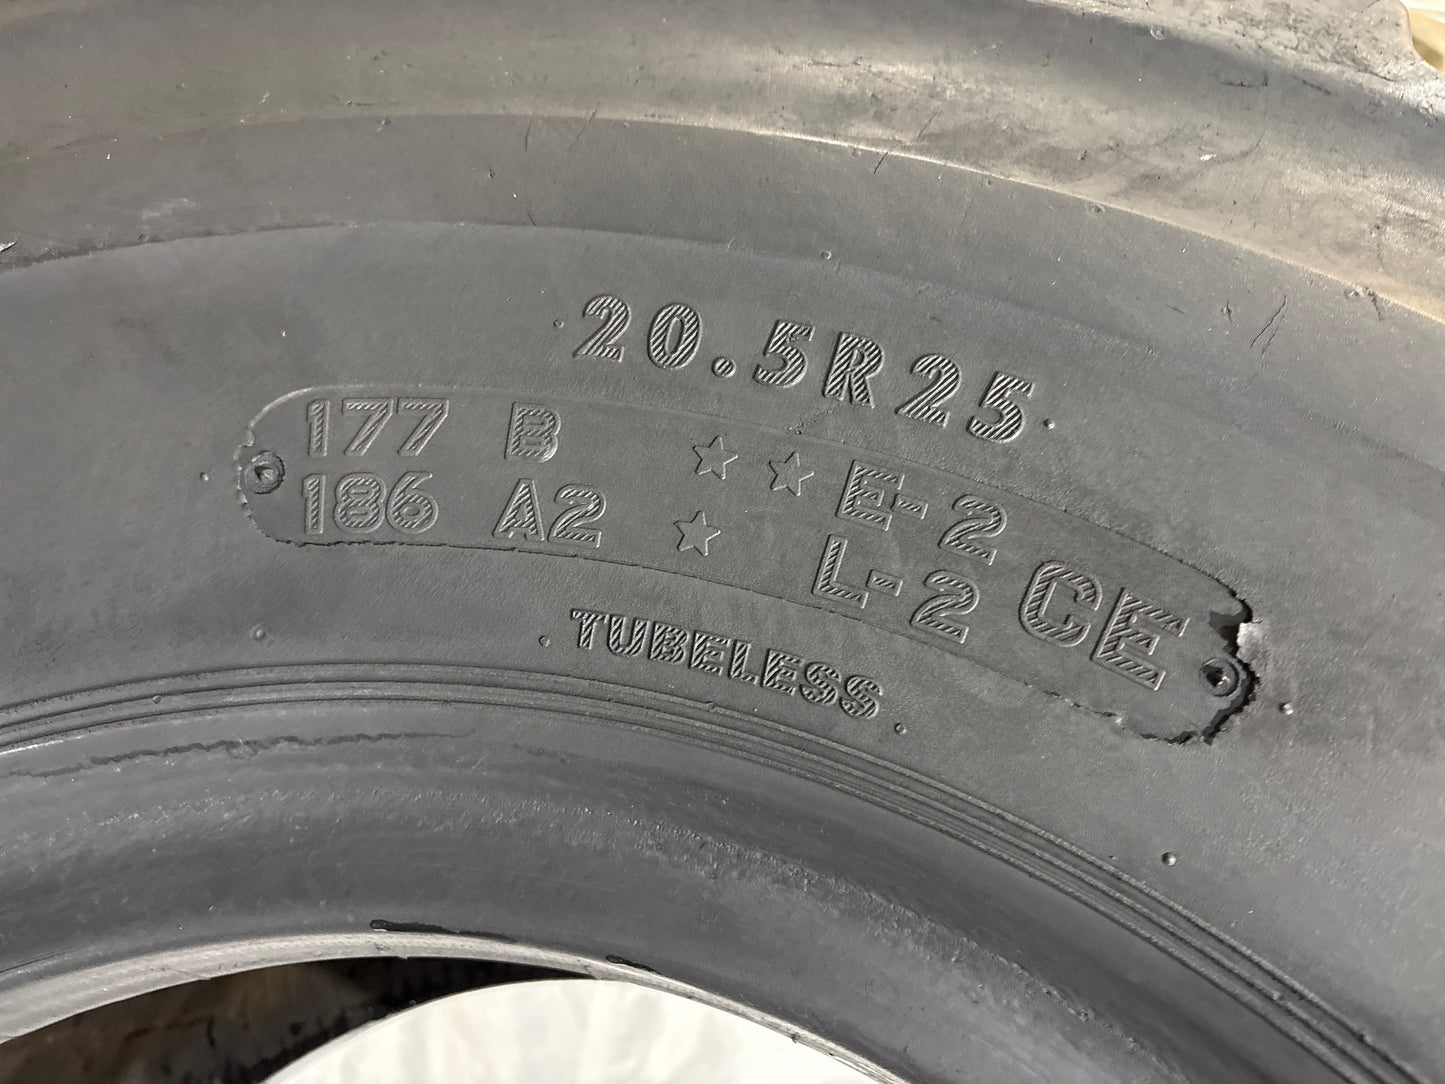 20.5R25
177 B ☆☆ E-2
186 A2 ☆ L-2 CE
TUBELESS